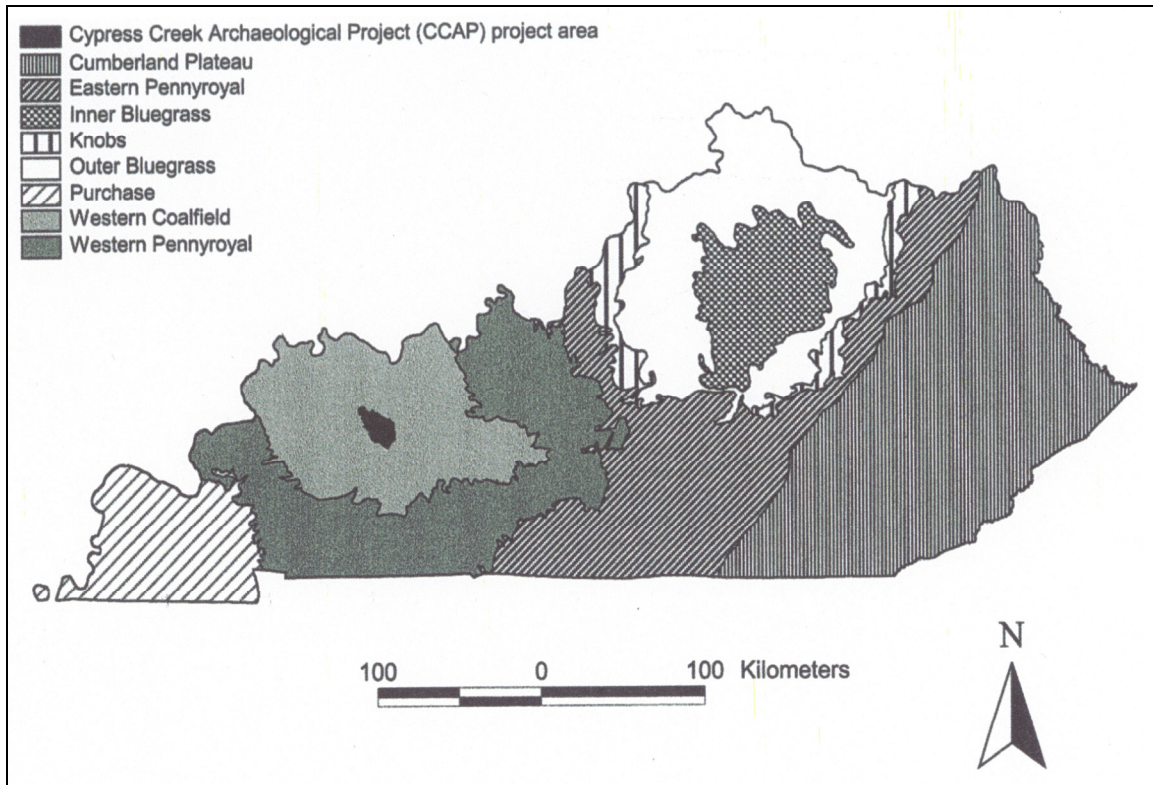 Cypress Creek Archaeological Project (CCAP) project area
Cumberland Plateau
Eastern Pennyroyal
Inner Bluegrass
Knobs
Outer Bluegrass
Purchase
Western Coalfield
Western Pennyroyal
N
100 0 100 Kilometers